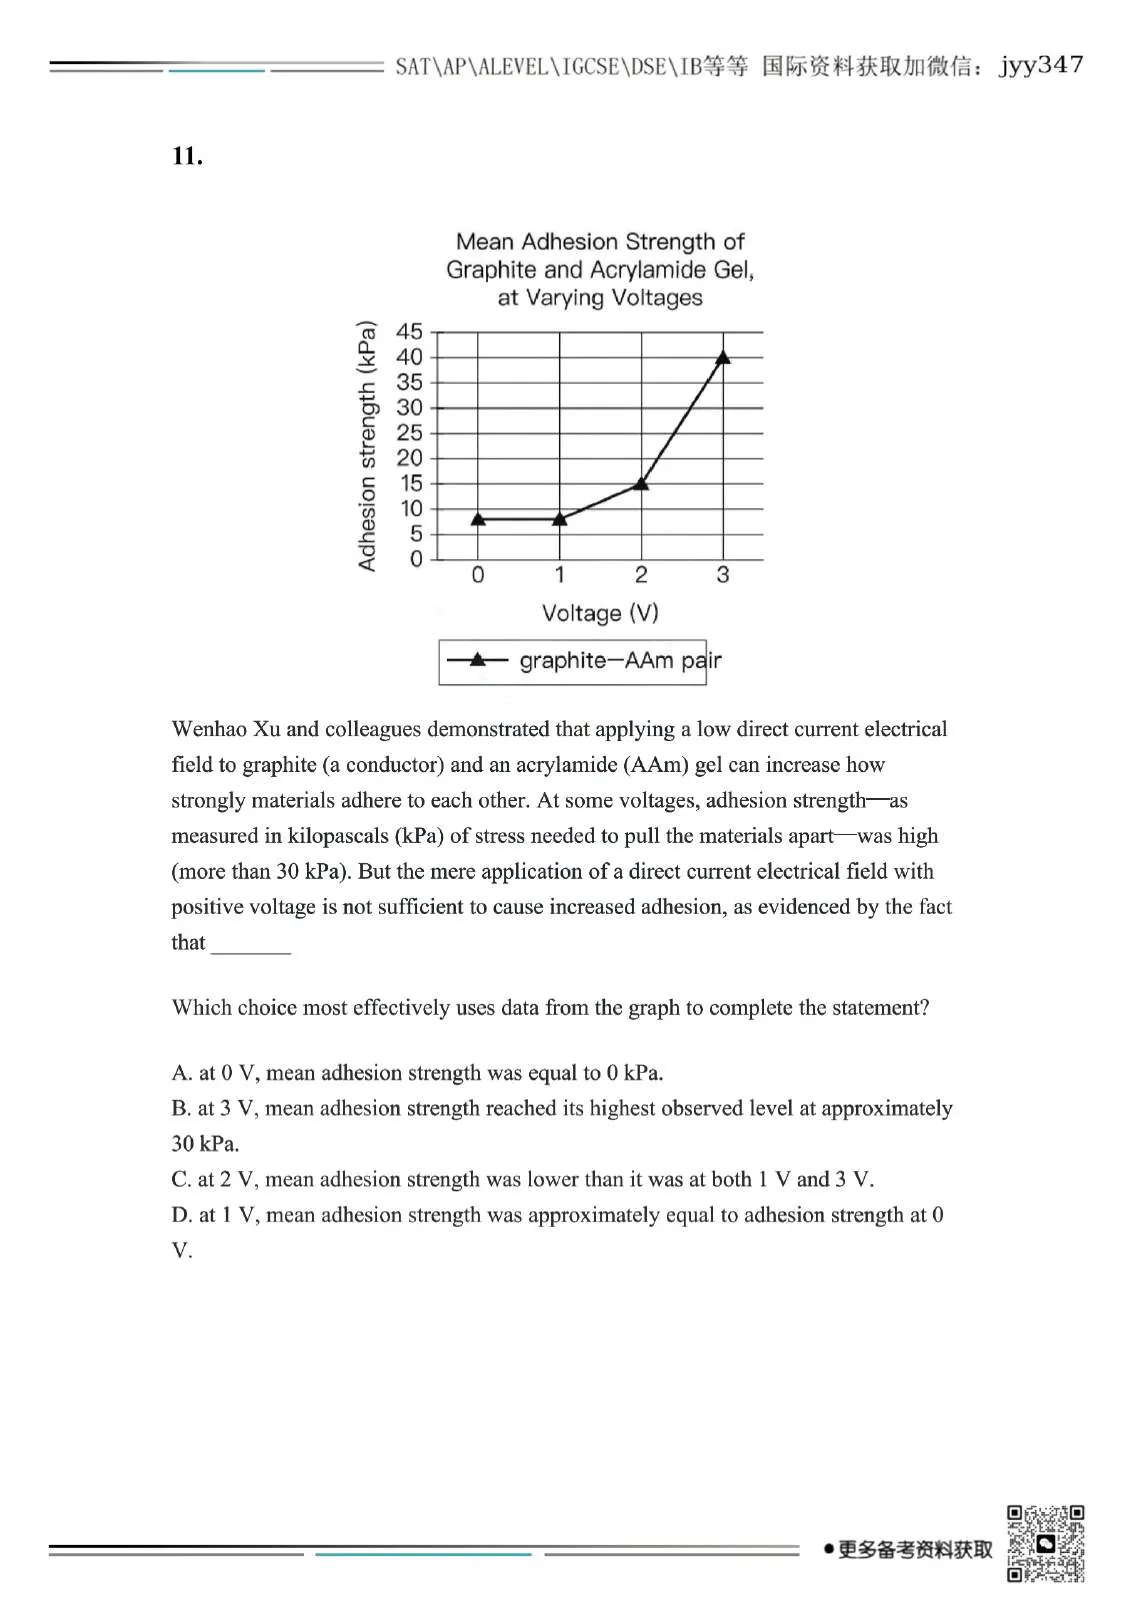 SAT\AP\ALEVEL\IGCSE\DSE\IB等等 国际资料获取加微信：jyy347
11.
Mean Adhesion Strength of
Graphite and Acrylamide Gel,
at Varying Voltages
Adhesion strength (kPa)
45
40
35
30
25
20
15
10
5
0
0 1 2 3
Voltage (V)
graphite—AAm pair
Wenhao Xu and colleagues demonstrated that applying a low direct current electrical
field to graphite (a conductor) and an acrylamide (AAm) gel can increase how
strongly materials adhere to each other. At some voltages, adhesion strength—as
measured in kilopascals (kPa) of stress needed to pull the materials apart—was high
(more than 30 kPa). But the mere application of a direct current electrical field with
positive voltage is not sufficient to cause increased adhesion, as evidenced by the fact
that ________
Which choice most effectively uses data from the graph to complete the statement?
A. at 0 V, mean adhesion strength was equal to 0 kPa.
B. at 3 V, mean adhesion strength reached its highest observed level at approximately
30 kPa.
C. at 2 V, mean adhesion strength was lower than it was at both 1 V and 3 V.
D. at 1 V, mean adhesion strength was approximately equal to adhesion strength at 0
V.
●更多备考资料获取